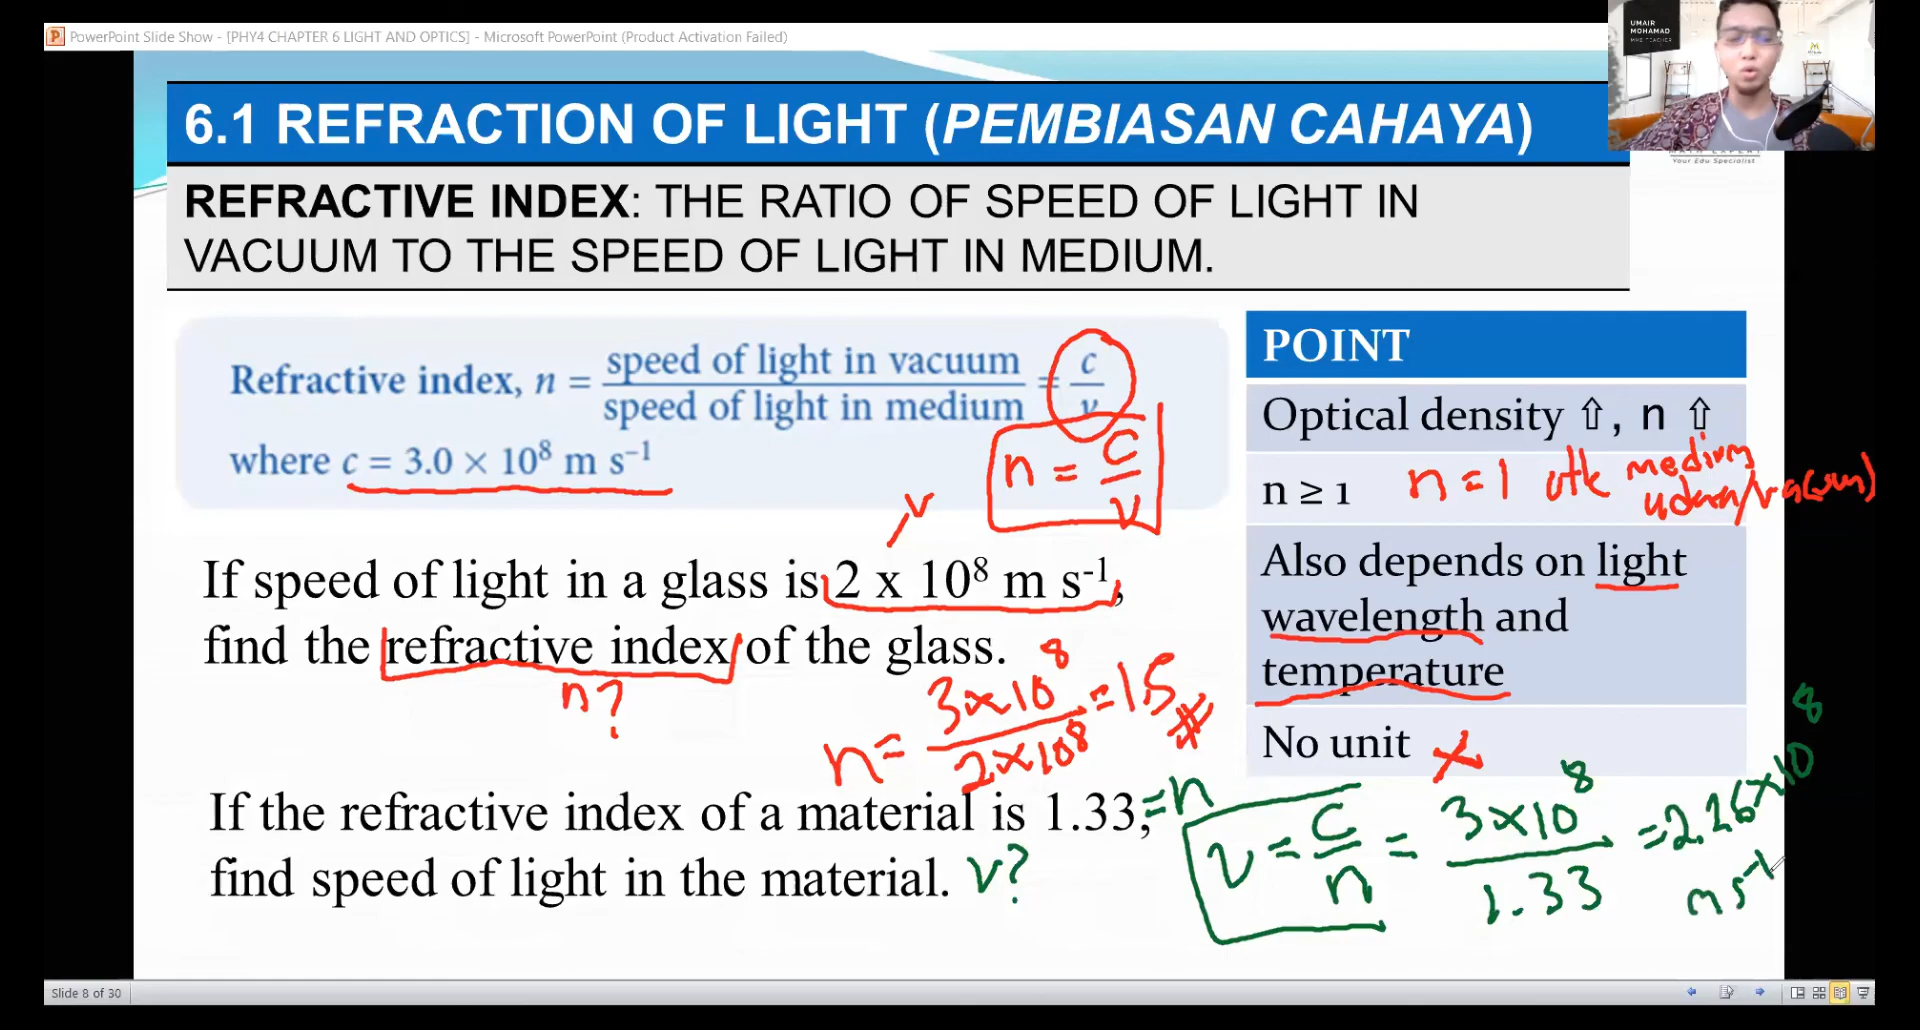 PowerPoint Slide Show - [PHY4 CHAPTER 6 LIGHT AND OPTICS] - Microsoft PowerPoint (Product Activation Failed)
UMAIR
MOHAMAD
6.1 REFRACTION OF LIGHT (PEMBIASAN CAHAYA)
Your Edu Specialist
REFRACTIVE INDEX: THE RATIO OF SPEED OF LIGHT IN
VACUUM TO THE SPEED OF LIGHT IN MEDIUM.
Refractive index, n = speed of light in vacuum / speed of light in medium = c / v
where c = 3.0 × 10⁸ m s⁻¹
n = c / v
v
If speed of light in a glass is 2 x 10⁸ m s⁻¹,
find the refractive index of the glass.
n?
n = 3×10⁸ / 2×10⁸ = 1.5 #
If the refractive index of a material is 1.33, = n
find speed of light in the material. v?
v = c / n = 3×10⁸ / 1.33 = 2.26×10⁸
m s⁻¹
POINT
Optical density ⇧, n ⇧
n ≥ 1 n = 1 utk medium
udara/vacuum)
Also depends on light
wavelength and
temperature
No unit ×
Slide 8 of 30